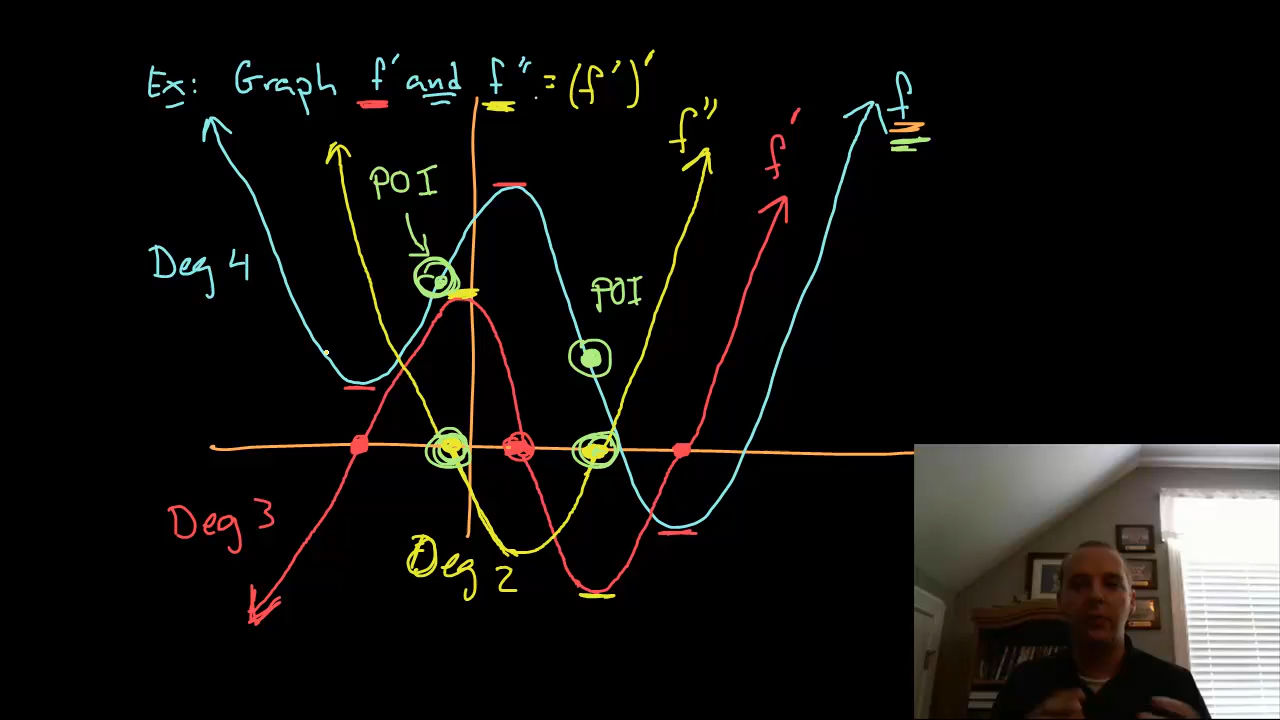 Ex: Graph f' and f'' = (f')'
f
f''
f'
POI
Deg 4
POI
Deg 3
Deg 2